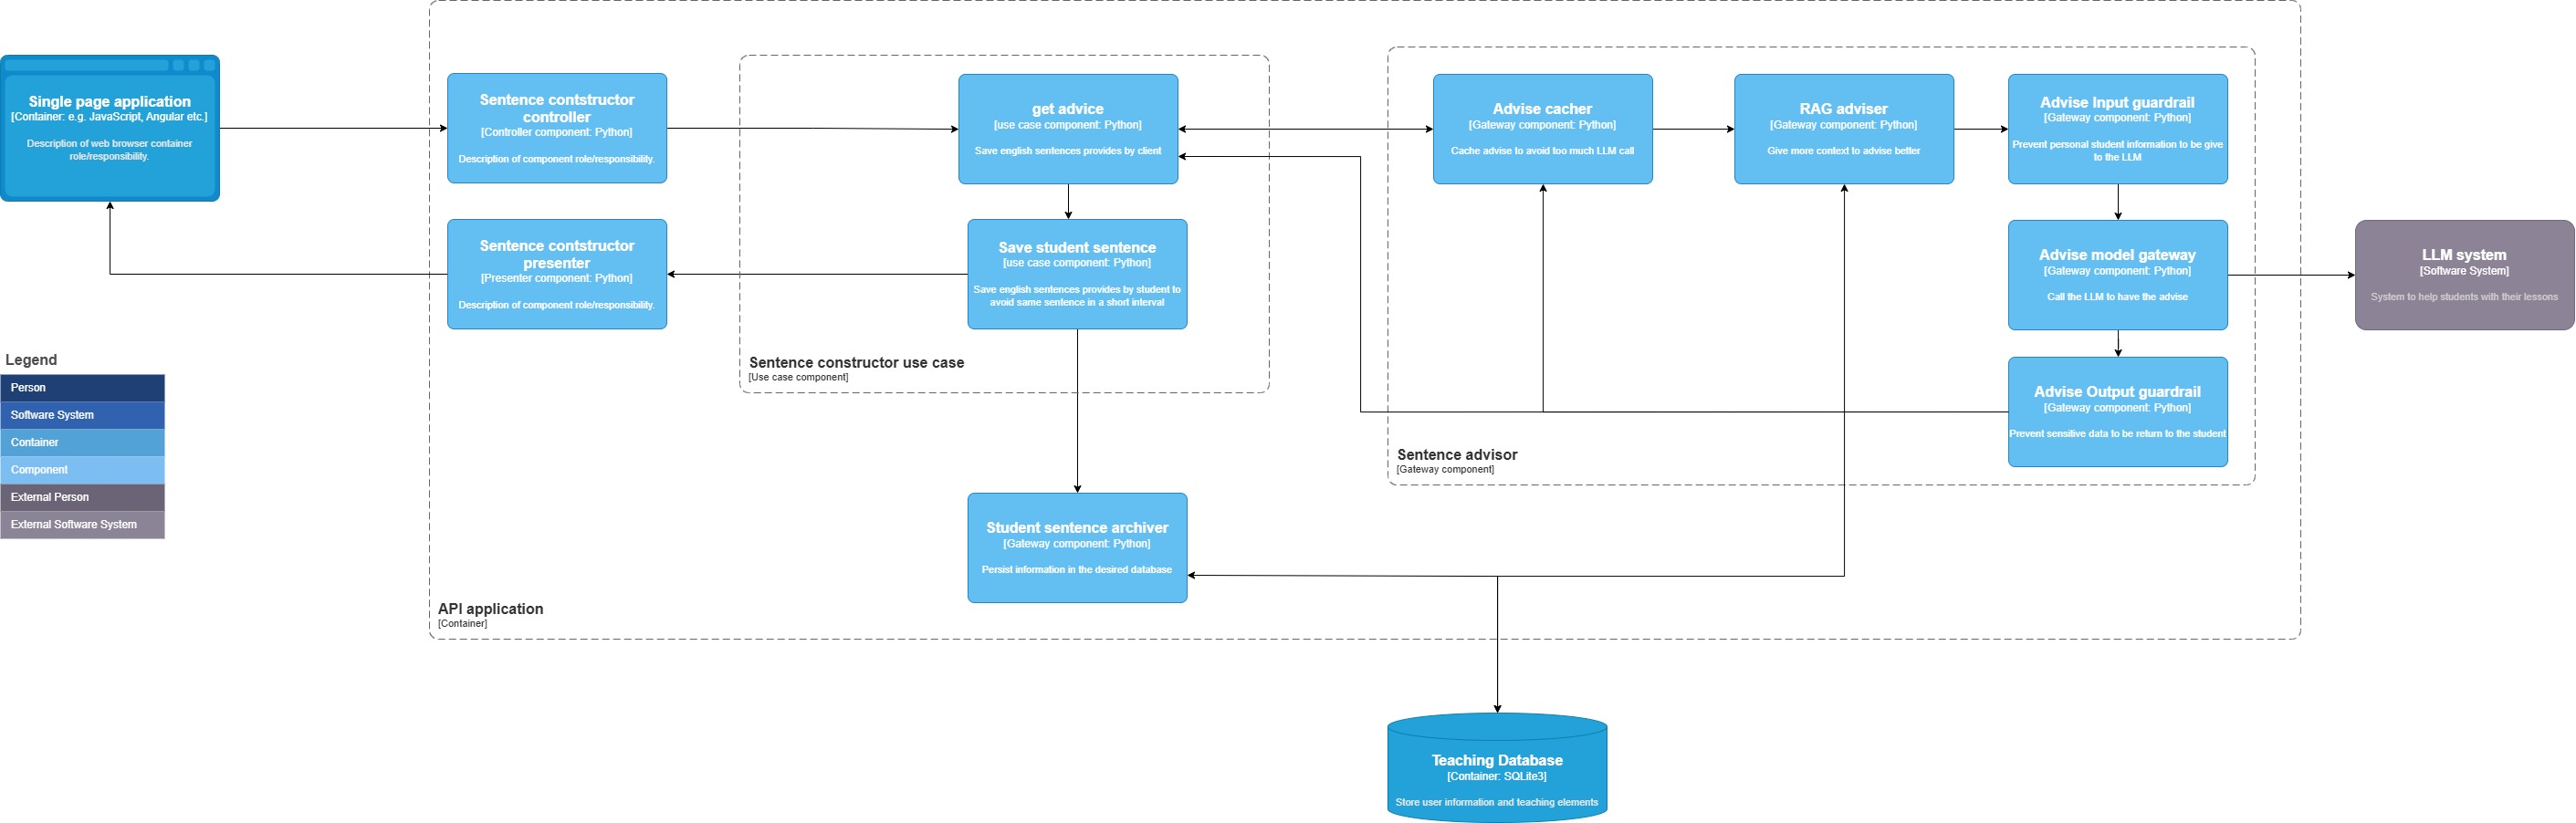 Single page application
[Container: e.g. JavaScript, Angular etc.]
Description of web browser container
role/responsibility.
Sentence contstructor
controller
[Controller component: Python]
Description of component role/responsibility.
get advice
[use case component: Python]
Save english sentences provides by client
Advise cacher
[Gateway component: Python]
Cache advise to avoid too much LLM call
RAG adviser
[Gateway component: Python]
Give more context to advise better
Advise Input guardrail
[Gateway component: Python]
Prevent personal student information to be give
to the LLM
Sentence contstructor
presenter
[Presenter component: Python]
Description of component role/responsibility.
Save student sentence
[use case component: Python]
Save english sentences provides by student to
avoid same sentence in a short interval
Advise model gateway
[Gateway component: Python]
Call the LLM to have the advise
LLM system
[Software System]
System to help students with their lessons
Sentence constructor use case
[Use case component]
Advise Output guardrail
[Gateway component: Python]
Prevent sensitive data to be return to the student
Sentence advisor
[Gateway component]
Legend
Person
Software System
Container
Component
External Person
External Software System
Student sentence archiver
[Gateway component: Python]
Persist information in the desired database
API application
[Container]
Teaching Database
[Container: SQLite3]
Store user information and teaching elements